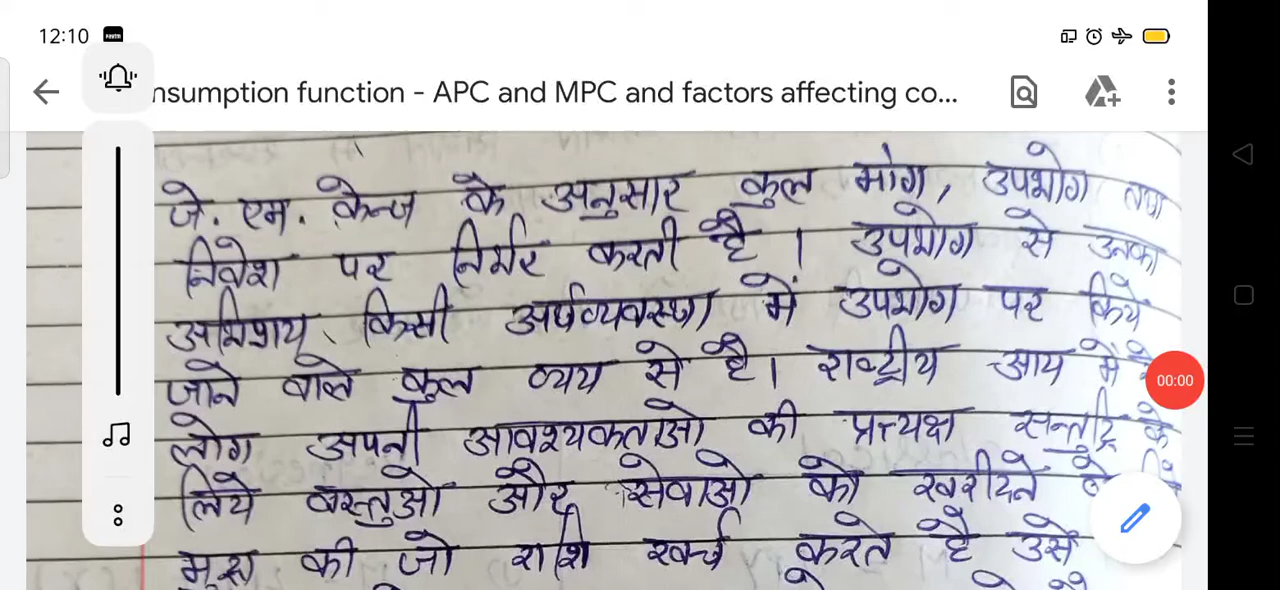 12:10
nsumption function - APC and MPC and factors affecting co...
जे. एम. केन्ज के अनुसार कुल मांग, उपभोग तथा
निवेश पर निर्भर करती है । उपभोग से उनका
अभिप्राय किसी अर्थव्यवस्था में उपभोग पर किये
जाने वाले कुल व्यय से है। राष्ट्रीय आय में
00:00
लोग अपनी आवश्यकताओ की प्रत्यक्ष सन्तुष्टि के
लिये वस्तुओ और सेवाओ को खरीदने
मुद्रा की जो राशि खर्च करते है उसे